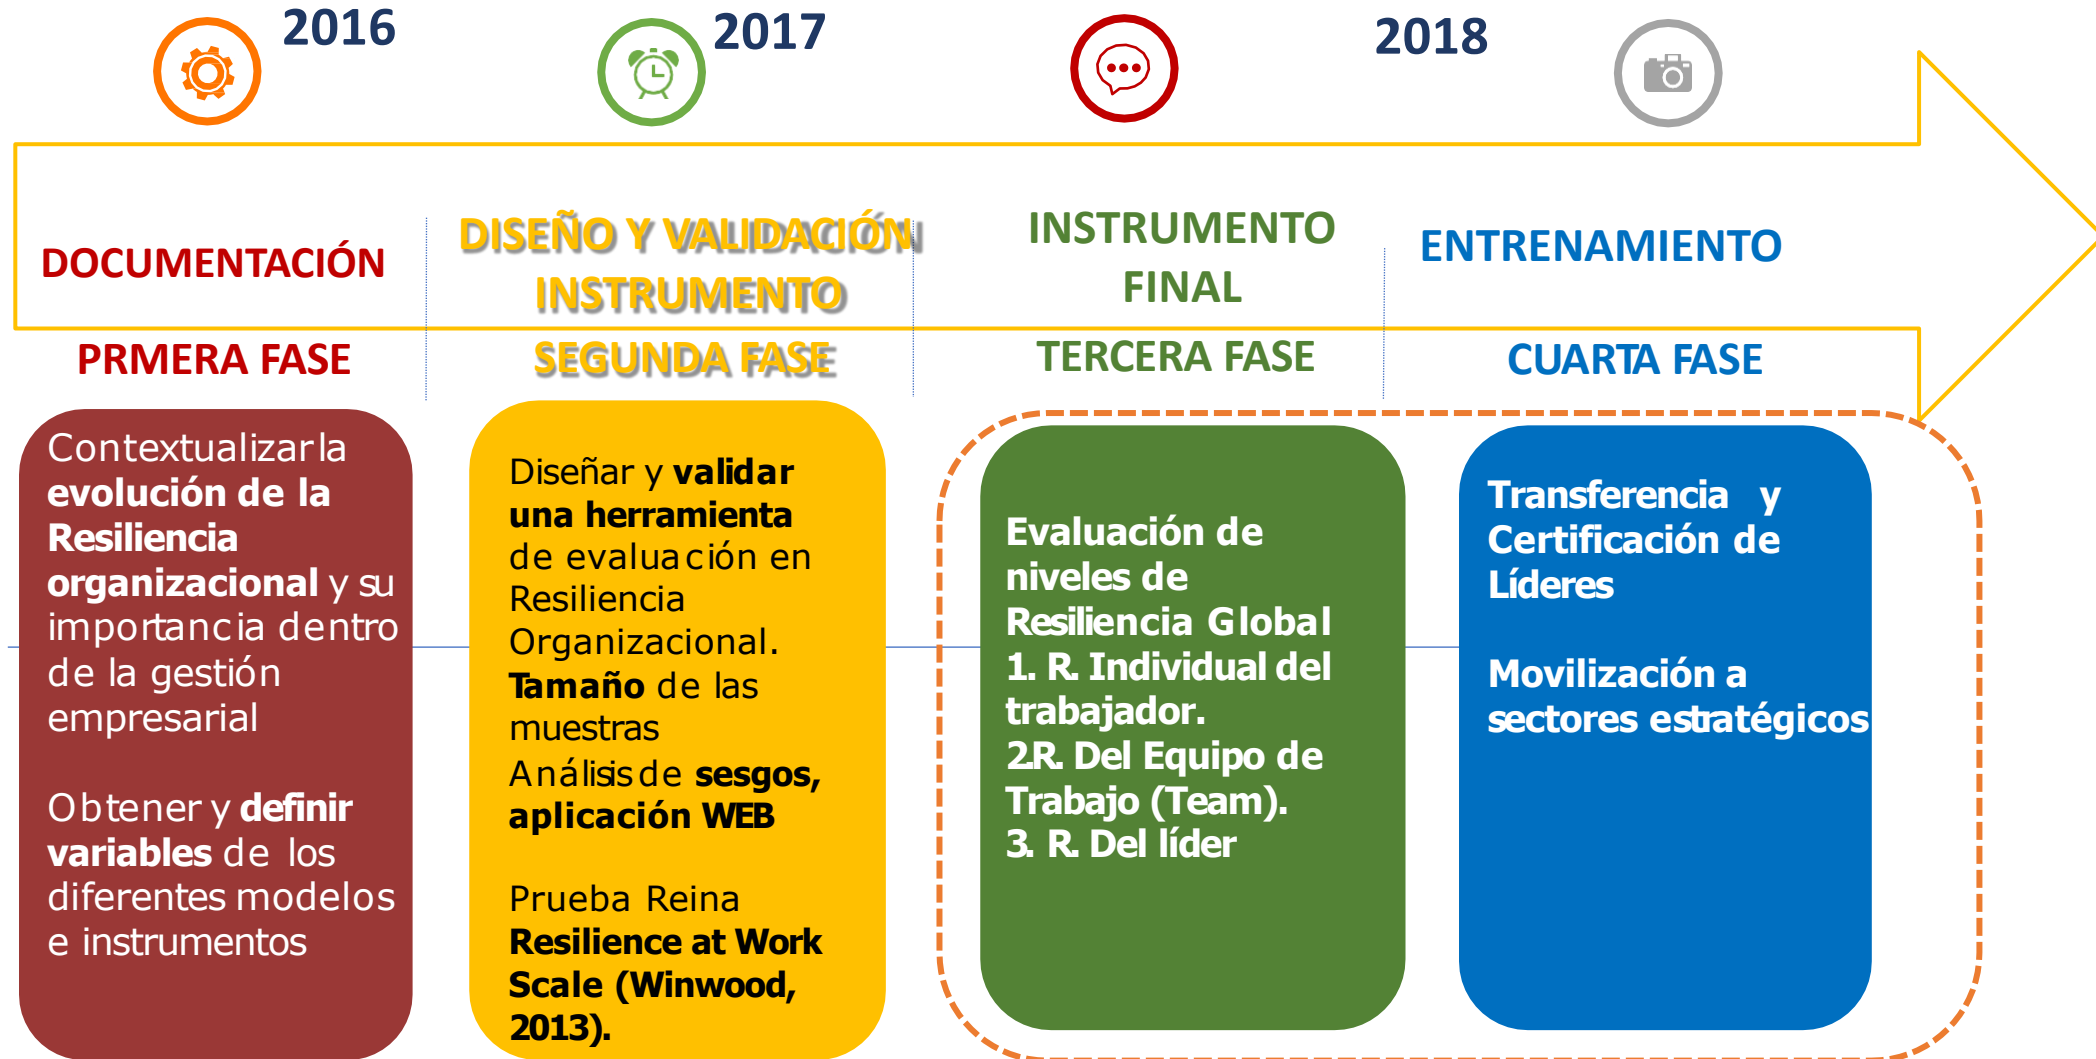 2016
2017
2018
DOCUMENTACIÓN
DISEÑO Y VALIDACIÓN
INSTRUMENTO
INSTRUMENTO
FINAL
ENTRENAMIENTO
PRMERA FASE
SEGUNDA FASE
TERCERA FASE
CUARTA FASE
Contextualizar la
evolución de la
Resiliencia
organizacional y su
importancia dentro
de la gestión
empresarial
Obtener y definir
variables de los
diferentes modelos
e instrumentos
Diseñar y validar
una herramienta
de evaluación en
Resiliencia
Organizacional.
Tamaño de las
muestras
Análisis de sesgos,
aplicación WEB
Prueba Reina
Resilience at Work
Scale (Winwood,
2013).
Evaluación de
niveles de
Resiliencia Global
1. R. Individual del
trabajador.
2.R. Del Equipo de
Trabajo (Team).
3. R. Del líder
Transferencia y
Certificación de
Líderes
Movilización a
sectores estratégicos